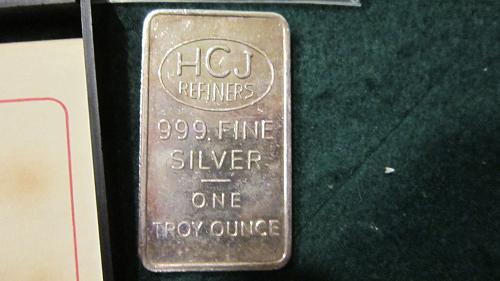 HCJ
REFINERS
999. FINE
SILVER
ONE
TROY OUNCE